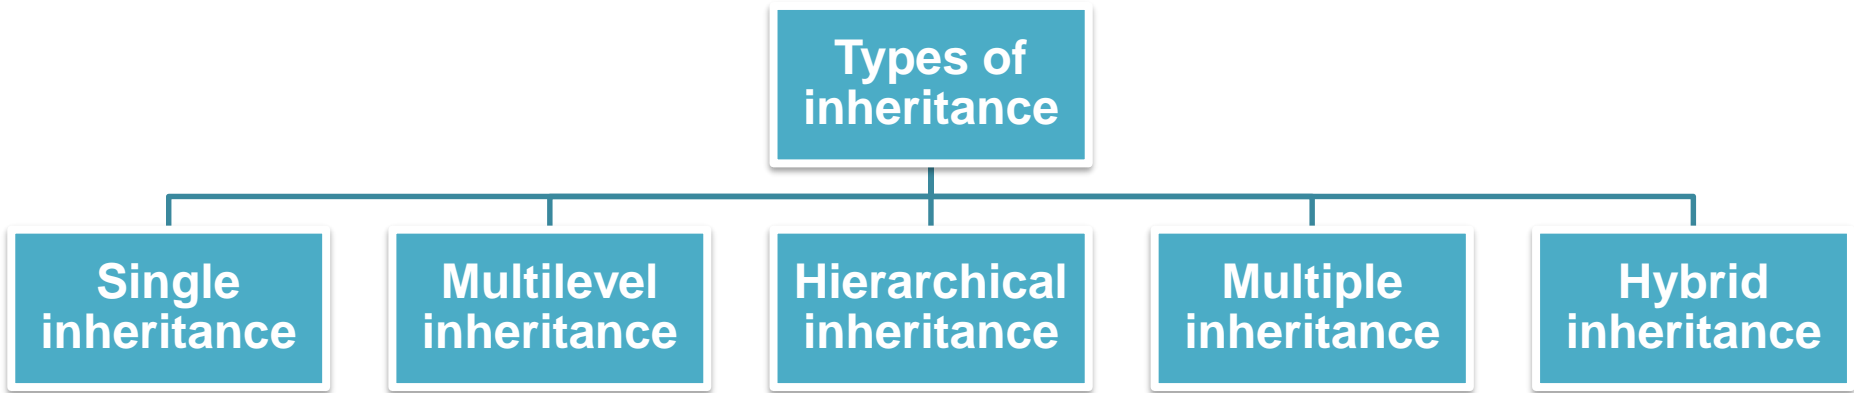 Types of
inheritance
Single
inheritance
Multilevel
inheritance
Hierarchical
inheritance
Multiple
inheritance
Hybrid
inheritance